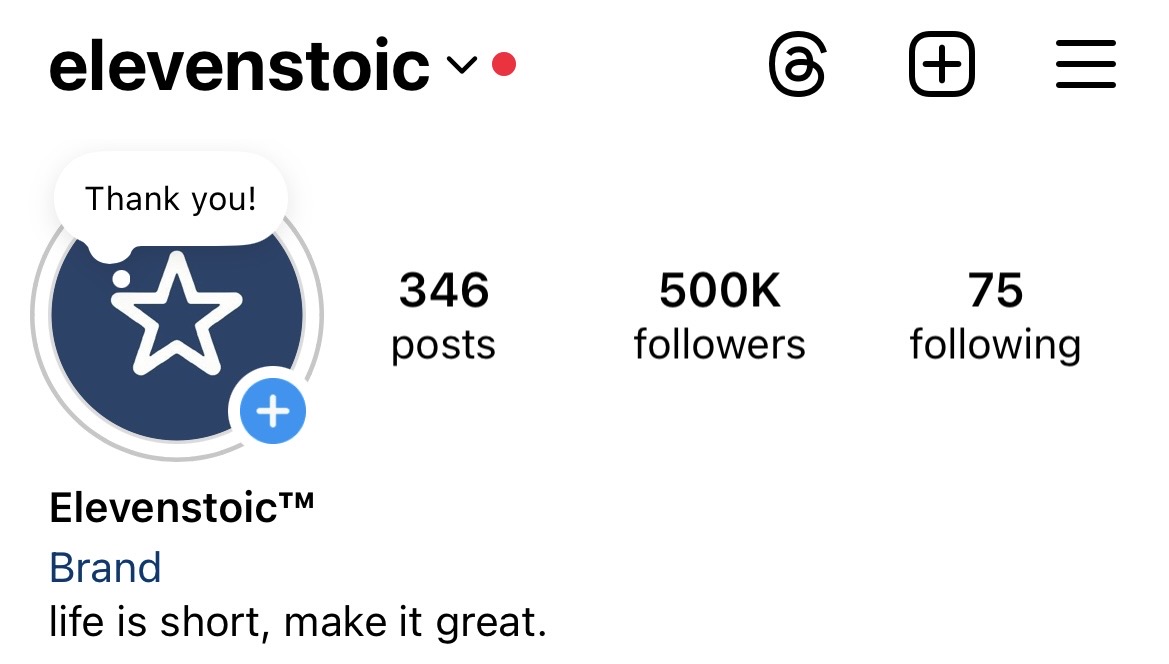 elevenstoic
Thank you!
346 500K 75
posts followers following
Elevenstoic™
Brand
life is short, make it great.